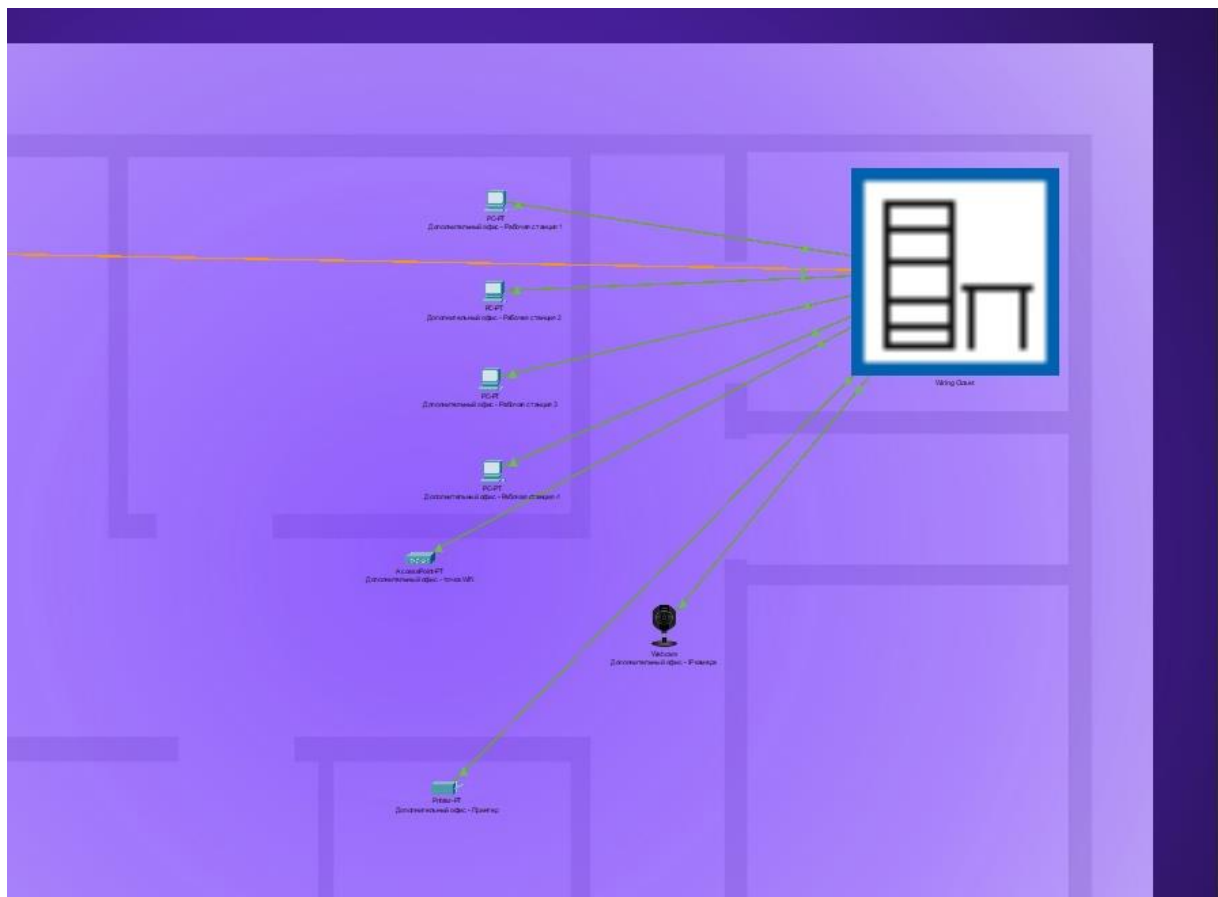 PC-PT
Дополнительный офис - Рабочая станция 1
PC-PT
Дополнительный офис - Рабочая станция 2
Wiring Closet
PC-PT
Дополнительный офис - Рабочая станция 3
PC-PT
Дополнительный офис - Рабочая станция 4
AccessPoint-PT
Дополнительный офис - точка Wifi
Webcam
Дополнительный офис - IP камера
Printer-PT
Дополнительный офис - Принтер